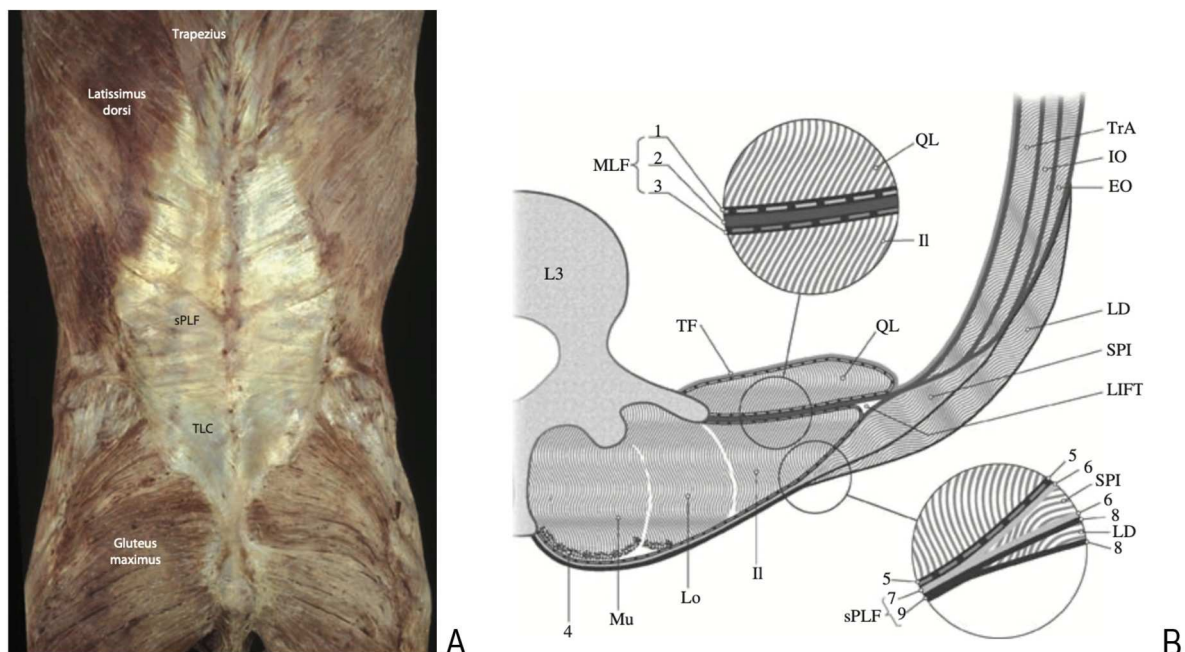 Trapezius
Latissimus
dorsi
sPLF
TLC
Gluteus
maximus
A
1
MLF 2
3
QL
Il
L3
TF
QL
TrA
IO
EO
LD
SPI
LIFT
5
6
SPI
6
8
LD
8
5
7
sPLF 9
4
Mu
Lo
Il
B